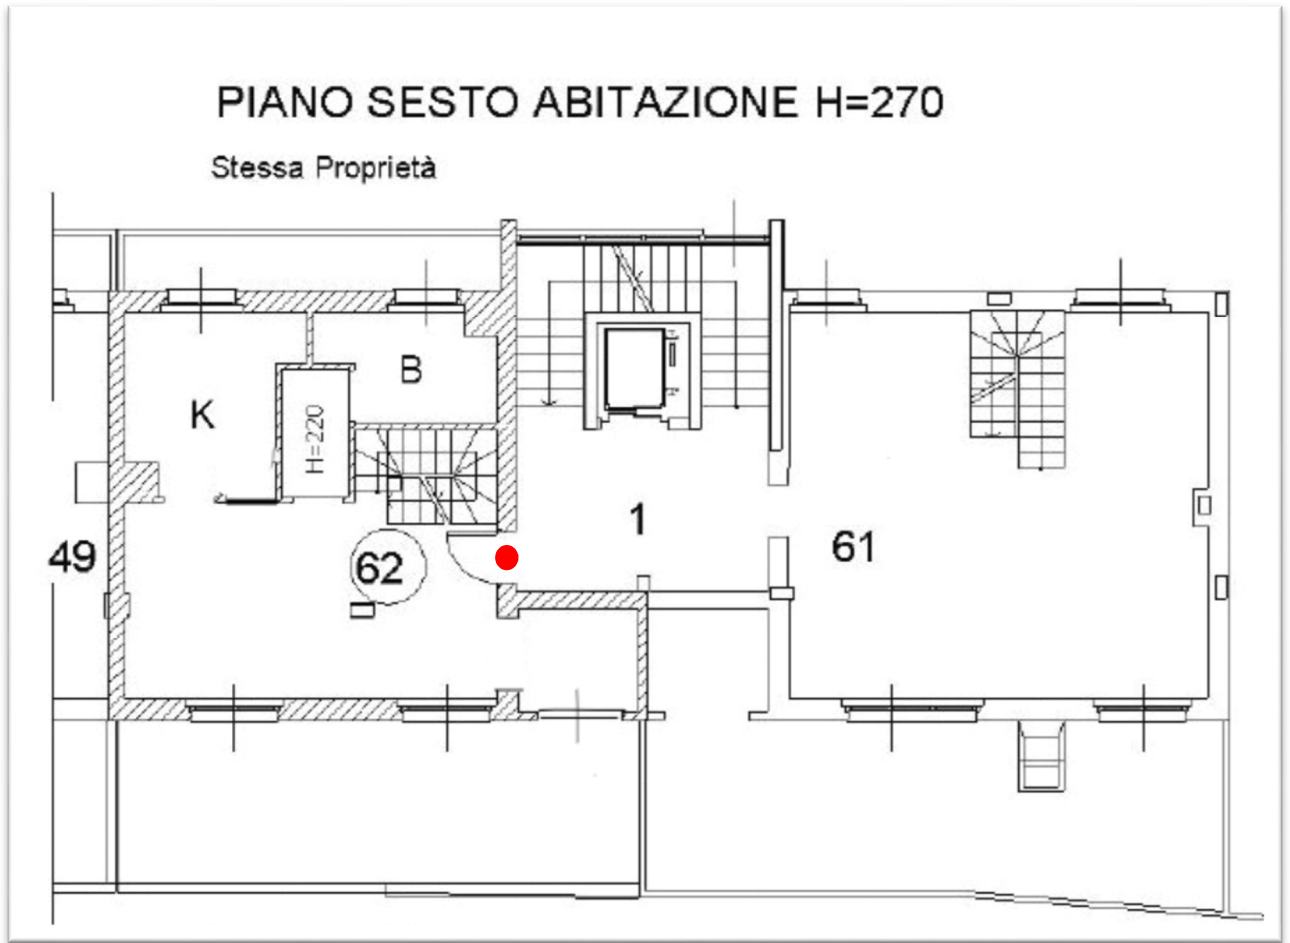 PIANO SESTO ABITAZIONE H=270
Stessa Proprietà
B
K
H=220
1
61
49
62